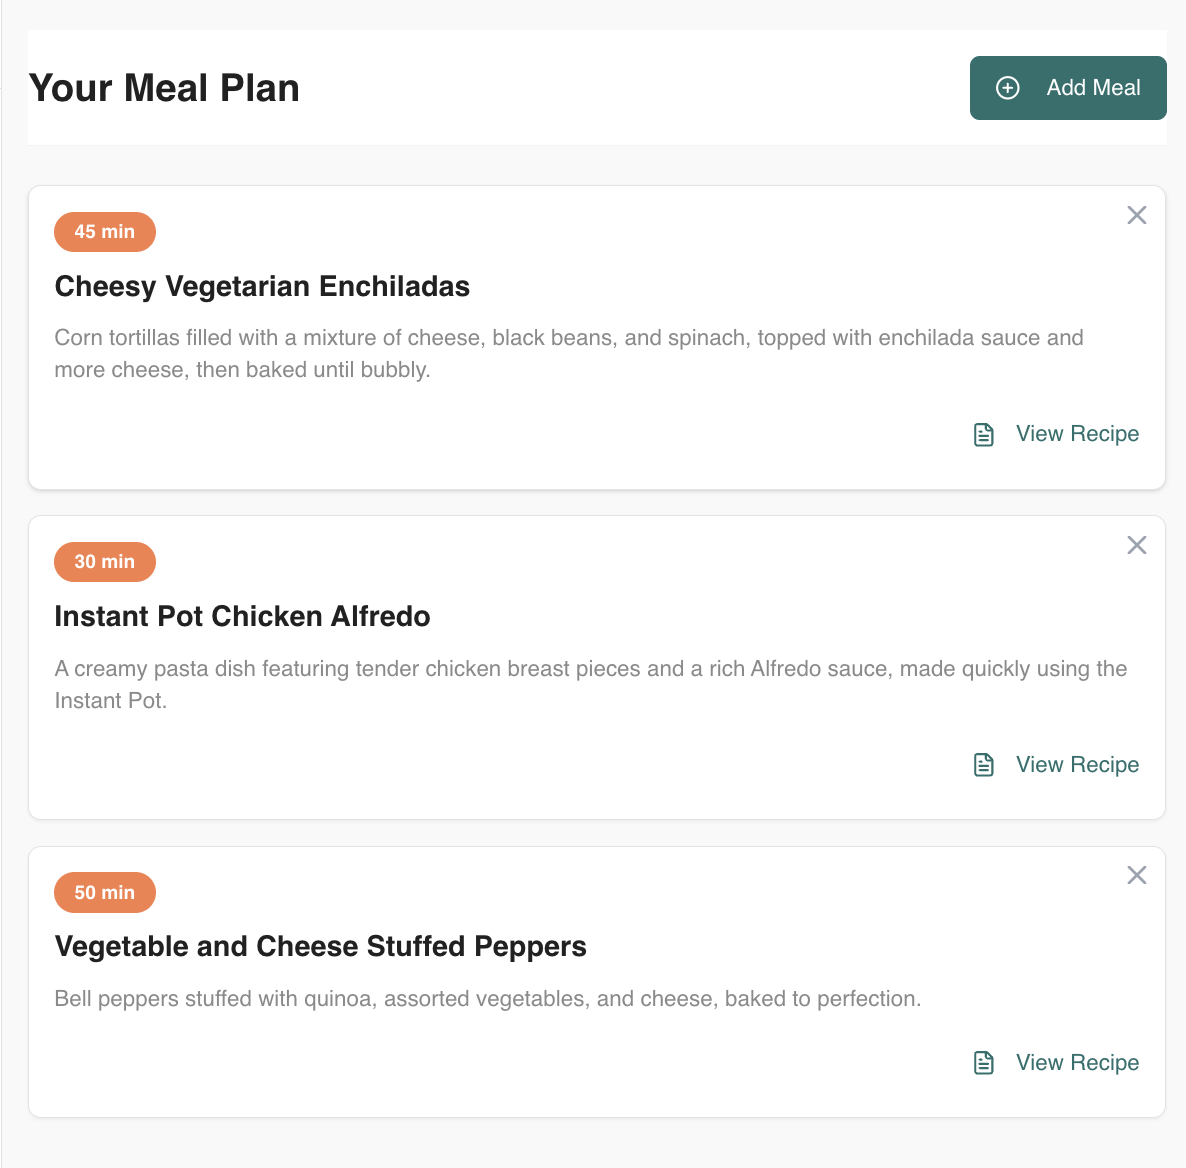 Your Meal Plan
Add Meal
45 min
Cheesy Vegetarian Enchiladas
Corn tortillas filled with a mixture of cheese, black beans, and spinach, topped with enchilada sauce and
more cheese, then baked until bubbly.
View Recipe
30 min
Instant Pot Chicken Alfredo
A creamy pasta dish featuring tender chicken breast pieces and a rich Alfredo sauce, made quickly using the
Instant Pot.
View Recipe
50 min
Vegetable and Cheese Stuffed Peppers
Bell peppers stuffed with quinoa, assorted vegetables, and cheese, baked to perfection.
View Recipe